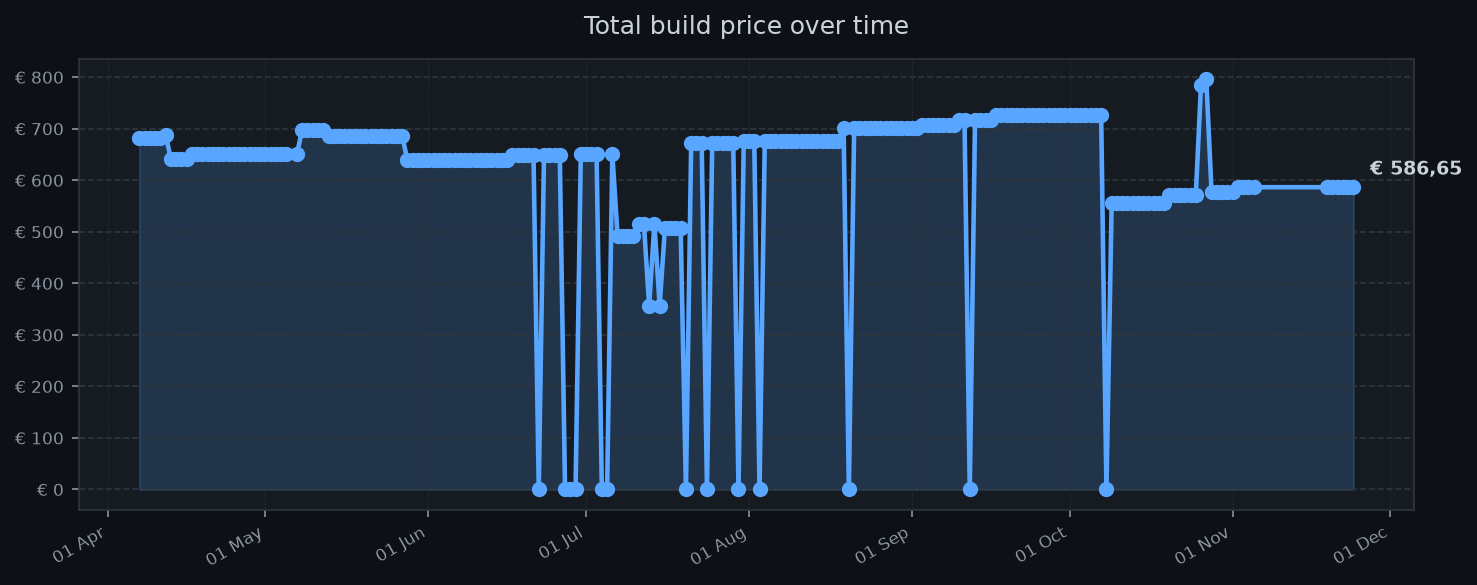 Total build price over time
€ 800
€ 700
€ 600
€ 500
€ 400
€ 300
€ 200
€ 100
€ 0
€ 586,65
01 Apr
01 May
01 Jun
01 Jul
01 Aug
01 Sep
01 Oct
01 Nov
01 Dec